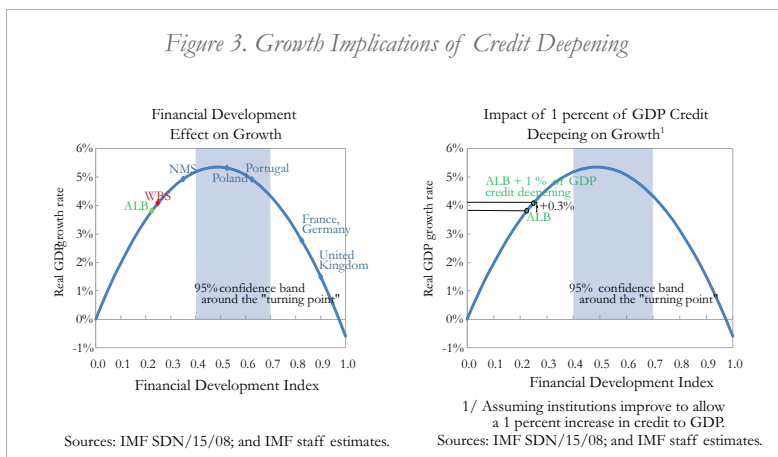 Figure 3. Growth Implications of Credit Deepening
Financial Development
Effect on Growth
6%
5%
4%
3%
2%
1%
0%
-1%
Real GDP growth rate
NMS
Portugal
Poland
WBS
ALB
France,
Germany
United
Kingdom
95% confidence band
around the "turning point"
0.0 0.1 0.2 0.3 0.4 0.5 0.6 0.7 0.8 0.9 1.0
Financial Development Index
Sources: IMF SDN/15/08; and IMF staff estimates.
Impact of 1 percent of GDP Credit
Deepeing on Growth1
6%
5%
4%
3%
2%
1%
0%
-1%
Real GDP growth rate
ALB + 1 % of GDP
credit deepening
+0.3%
ALB
95% confidence band
around the "turning point"
0.0 0.1 0.2 0.3 0.4 0.5 0.6 0.7 0.8 0.9 1.0
Financial Development Index
1/ Assuming institutions improve to allow
a 1 percent increase in credit to GDP.
Sources: IMF SDN/15/08; and IMF staff estimates.